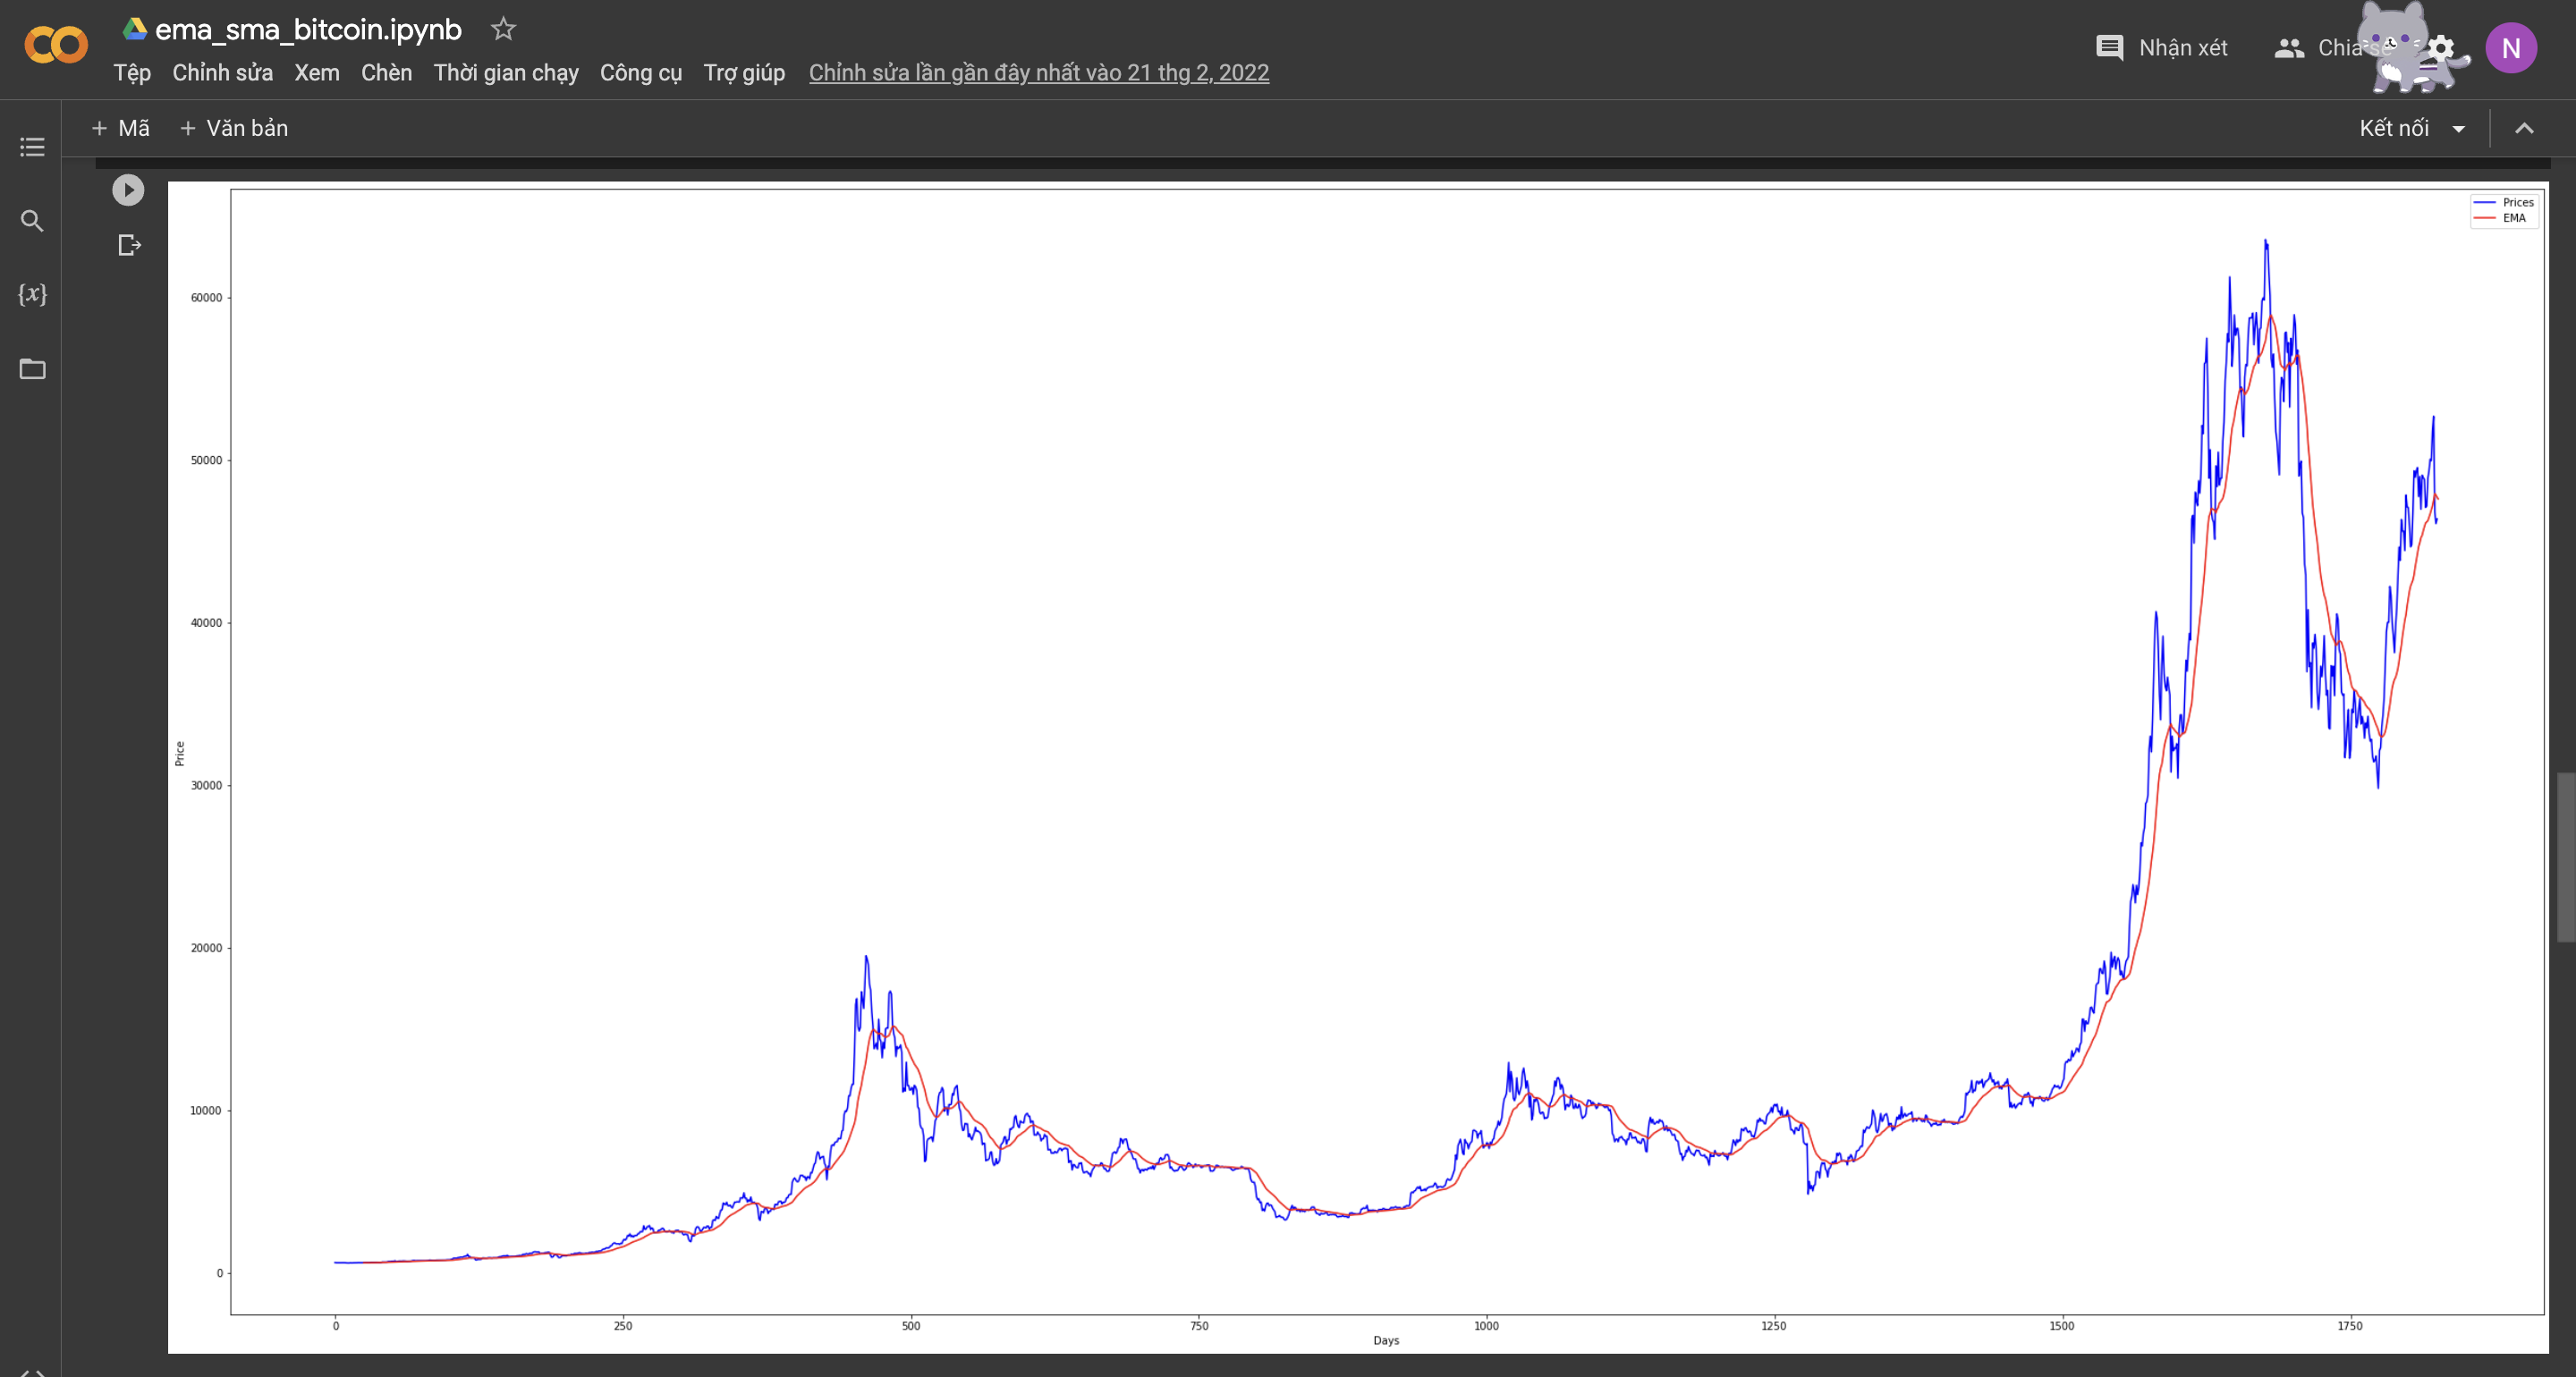 ema_sma_bitcoin.ipynb
Nhận xét
N
Tệp Chỉnh sửa Xem Chèn Thời gian chạy Công cụ Trợ giúp Chỉnh sửa lần gần đây nhất vào 21 thg 2, 2022
+ Mã + Văn bản
Kết nối
{x}
Prices
EMA
60000
50000
40000
30000
20000
10000
0
Price
0 250 500 750 1000 1250 1500 1750
Days